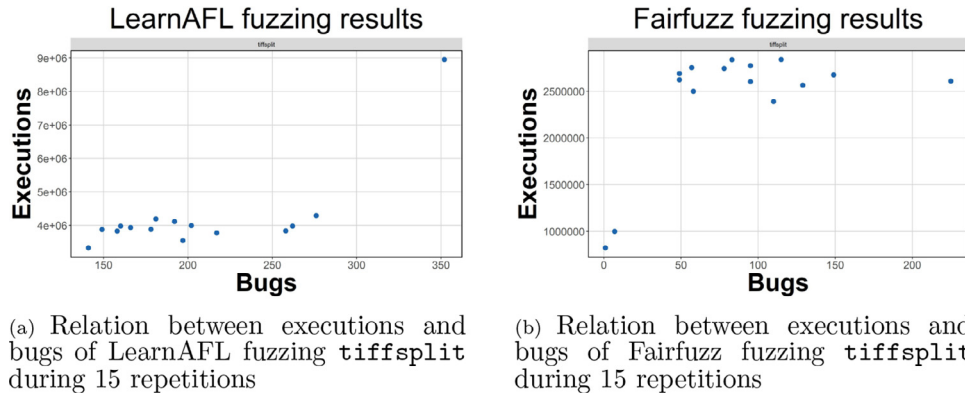 LearnAFL fuzzing results
tiffsplit
9e+06
8e+06
7e+06
6e+06
5e+06
4e+06
Executions
150 200 250 300 350
Bugs
(a) Relation between executions and
bugs of LearnAFL fuzzing tiffsplit
during 15 repetitions
Fairfuzz fuzzing results
tiffsplit
2500000
2000000
1500000
1000000
Executions
0 50 100 150 200
Bugs
(b) Relation between executions and
bugs of Fairfuzz fuzzing tiffsplit
during 15 repetitions